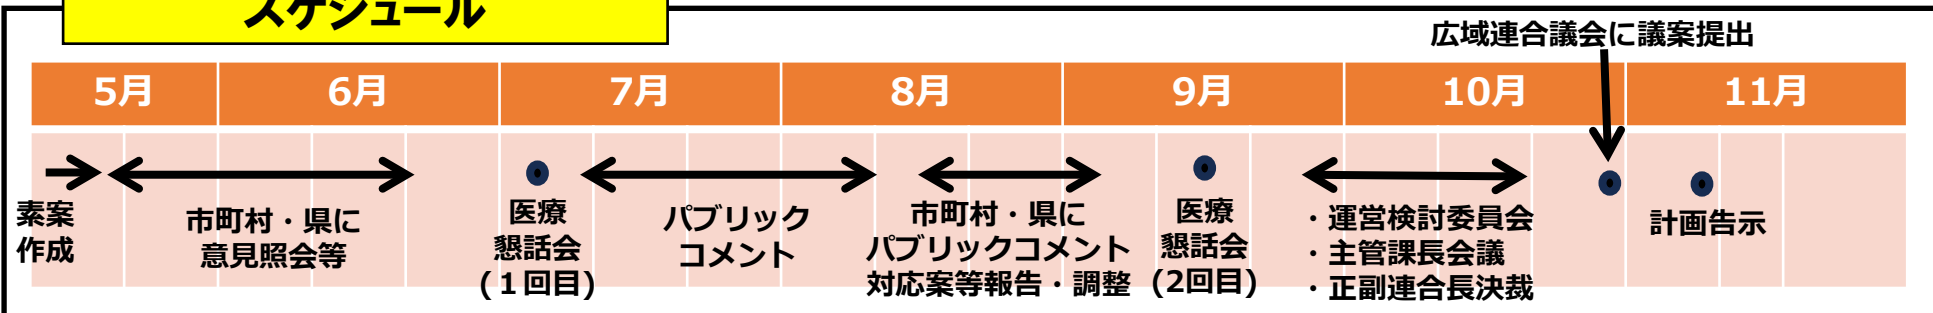 スケジュール
広域連合議会に議案提出
5月
6月
7月
8月
9月
10月
11月
素案
作成
市町村・県に
意見照会等
医療
懇話会
(１回目)
パブリック
コメント
市町村・県に
パブリックコメント
対応案等報告・調整
医療
懇話会
(2回目)
・運営検討委員会
・主管課長会議
・正副連合長決裁
計画告示